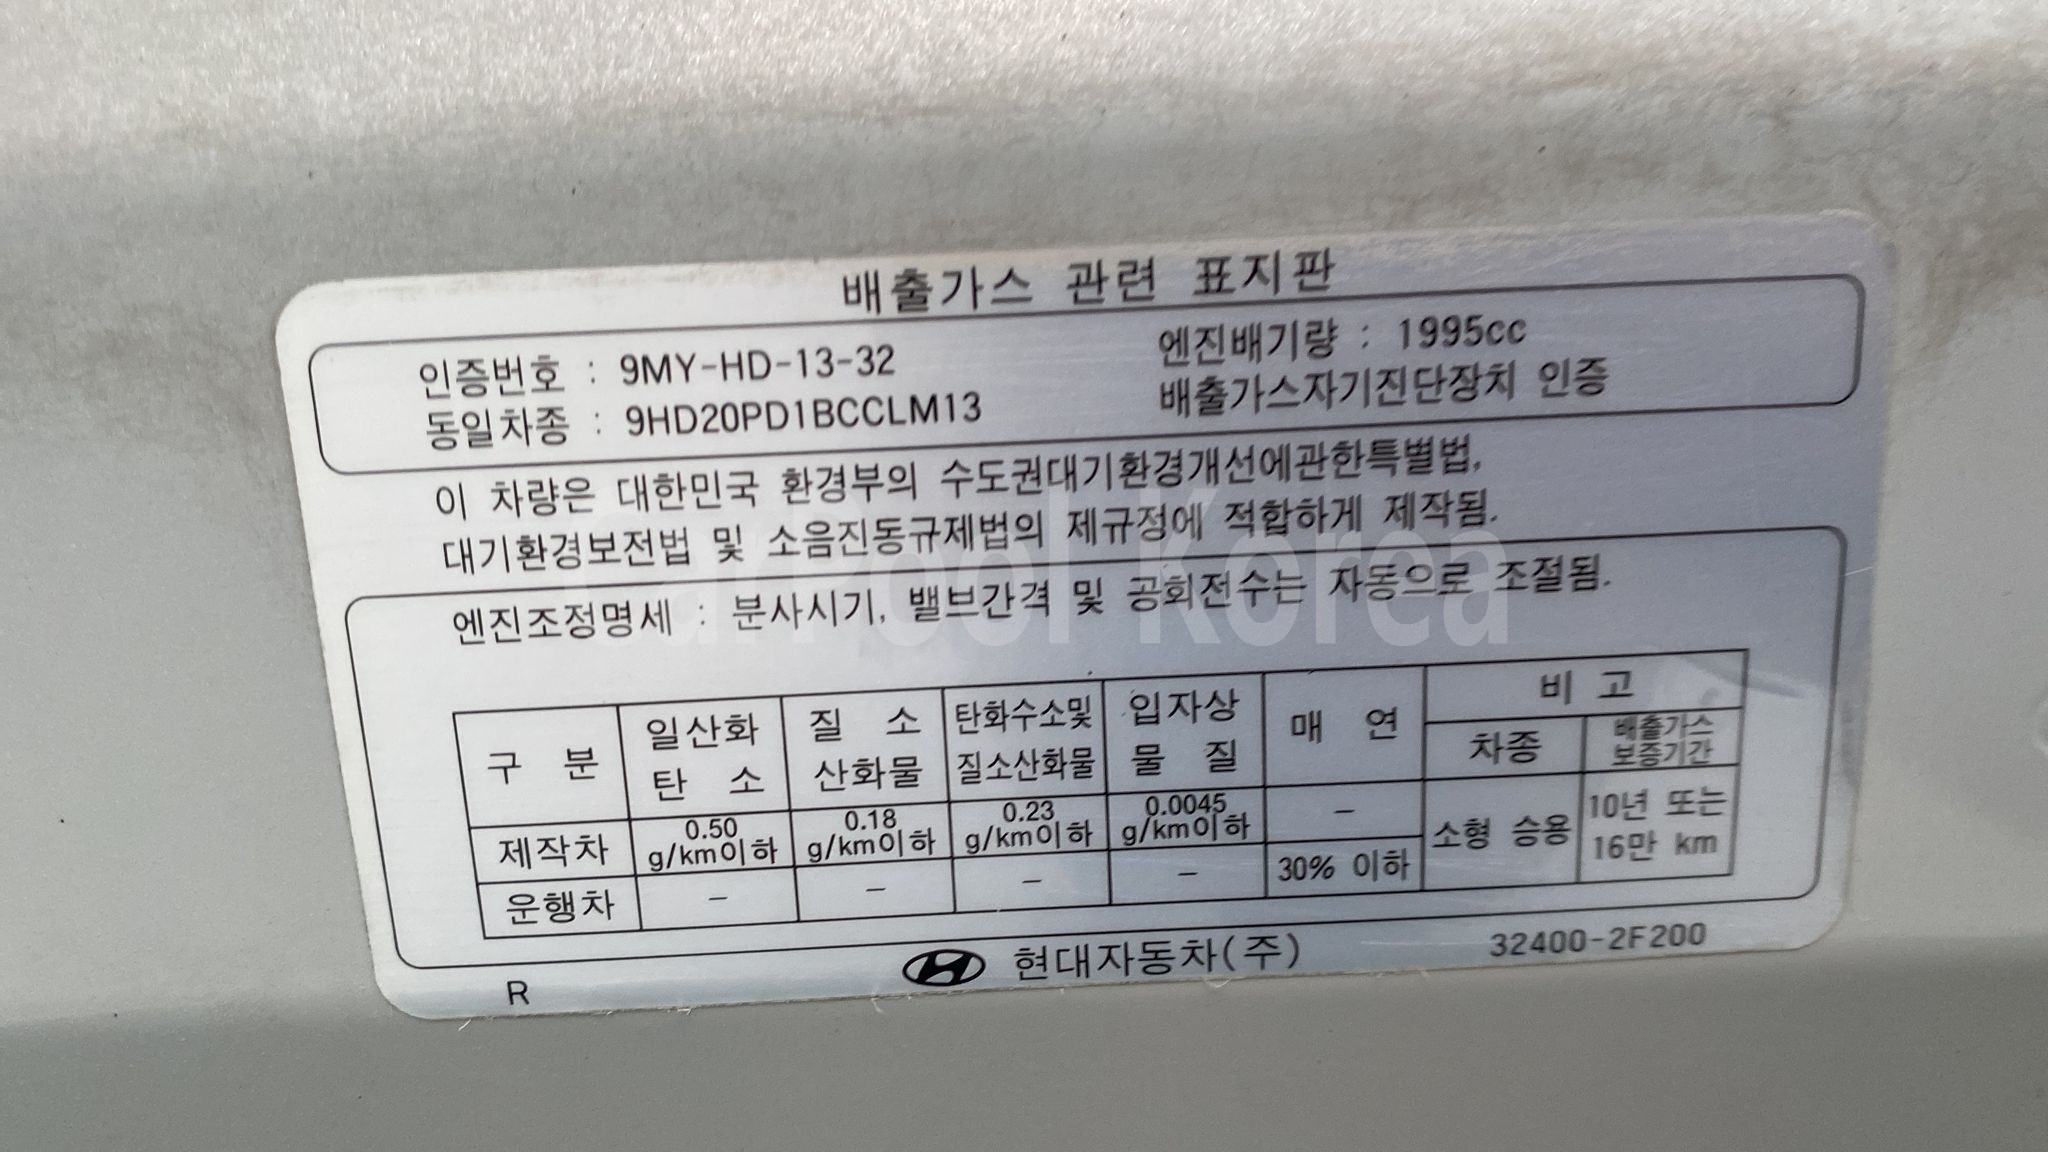 배출가스 관련 표지판
인증번호 : 9MY-HD-13-32 엔진배기량 : 1995cc
동일차종 : 9HD20PD1BCCLM13 배출가스자기진단장치 인증
이 차량은 대한민국 환경부의 수도권대기환경개선에관한특별법,
대기환경보전법 및 소음진동규제법의 제규정에 적합하게 제작됨.
CarPool Korea
엔진조정명세 : 분사시기, 밸브간격 및 공회전수는 자동으로 조절됨.
구 분 일산화 탄 소 질 소 산화물 탄화수소및 질소산화물 입자상 물 질 매 연 비 고
차종 배출가스 보증기간
제작차 0.50 g/km이하 0.18 g/km이하 0.23 g/km이하 0.0045 g/km이하 - 소형 승용 10년 또는 16만 km
운행차 - - - - 30% 이하
현대자동차(주) 32400-2F200
R